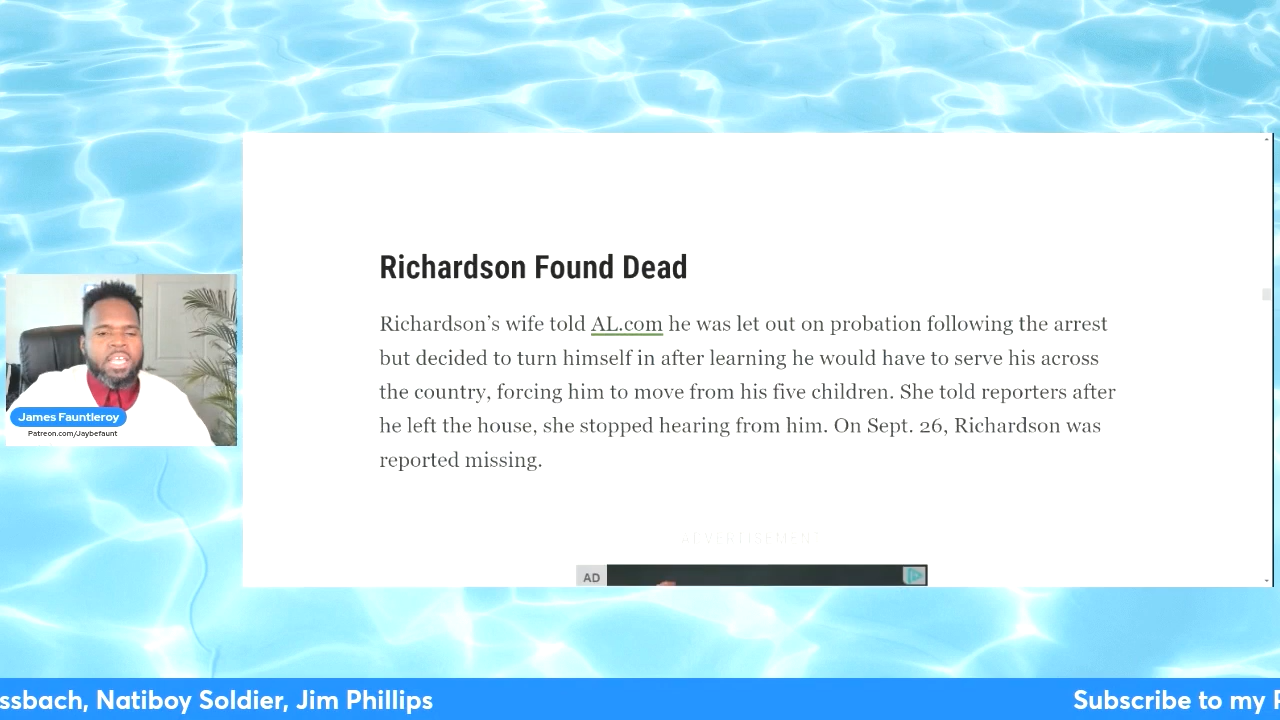 Richardson Found Dead
Richardson’s wife told AL.com he was let out on probation following the arrest
but decided to turn himself in after learning he would have to serve his across
the country, forcing him to move from his five children. She told reporters after
he left the house, she stopped hearing from him. On Sept. 26, Richardson was
reported missing.
ADVERTISEMENT
AD
James Fauntleroy
Patreon.com/Jaybefaunt
Natiboy Soldier, Jim Phillips
Subscribe to my